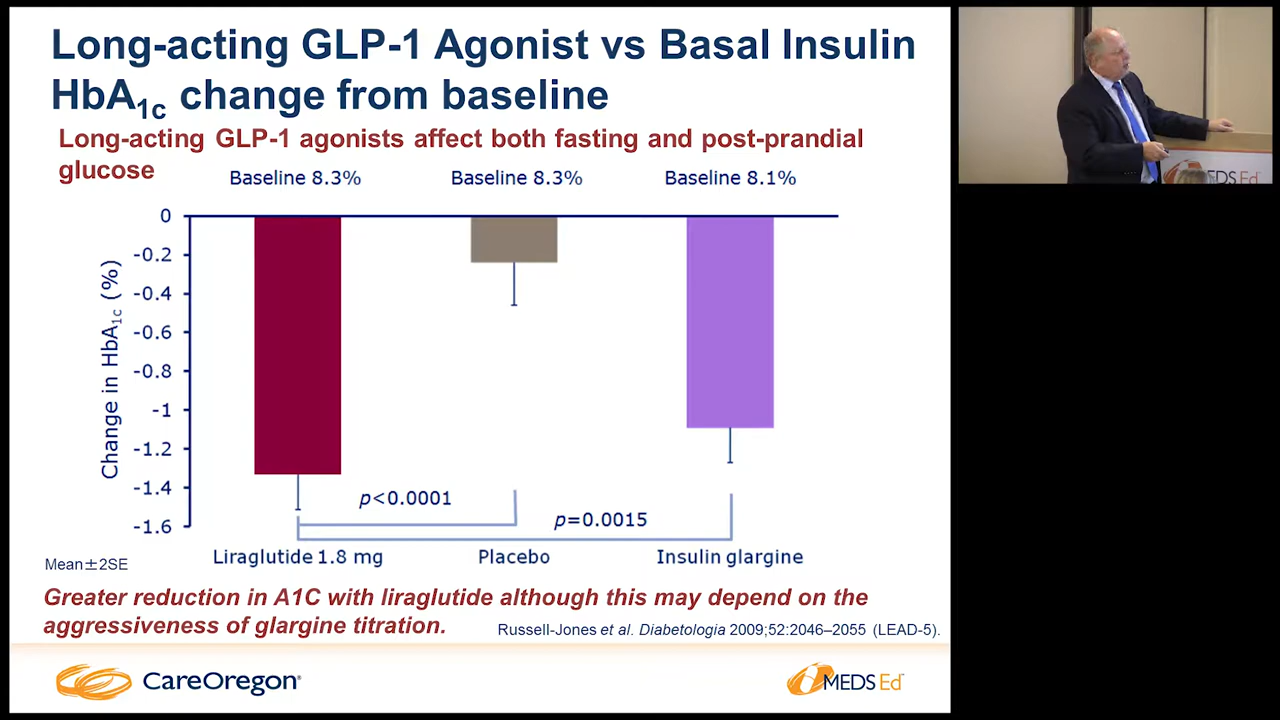 Long-acting GLP-1 Agonist vs Basal Insulin
HbA1c change from baseline
Long-acting GLP-1 agonists affect both fasting and post-prandial
glucose
Baseline 8.3%
Baseline 8.3%
Baseline 8.1%
Change in HbA1c (%)
0
-0.2
-0.4
-0.6
-0.8
-1
-1.2
-1.4
-1.6
p<0.0001
p=0.0015
Liraglutide 1.8 mg
Placebo
Insulin glargine
Mean±2SE
Greater reduction in A1C with liraglutide although this may depend on the
aggressiveness of glargine titration.
Russell-Jones et al. Diabetologia 2009;52:2046–2055 (LEAD-5).
CareOregon®
MEDS Ed
MEDS Ed